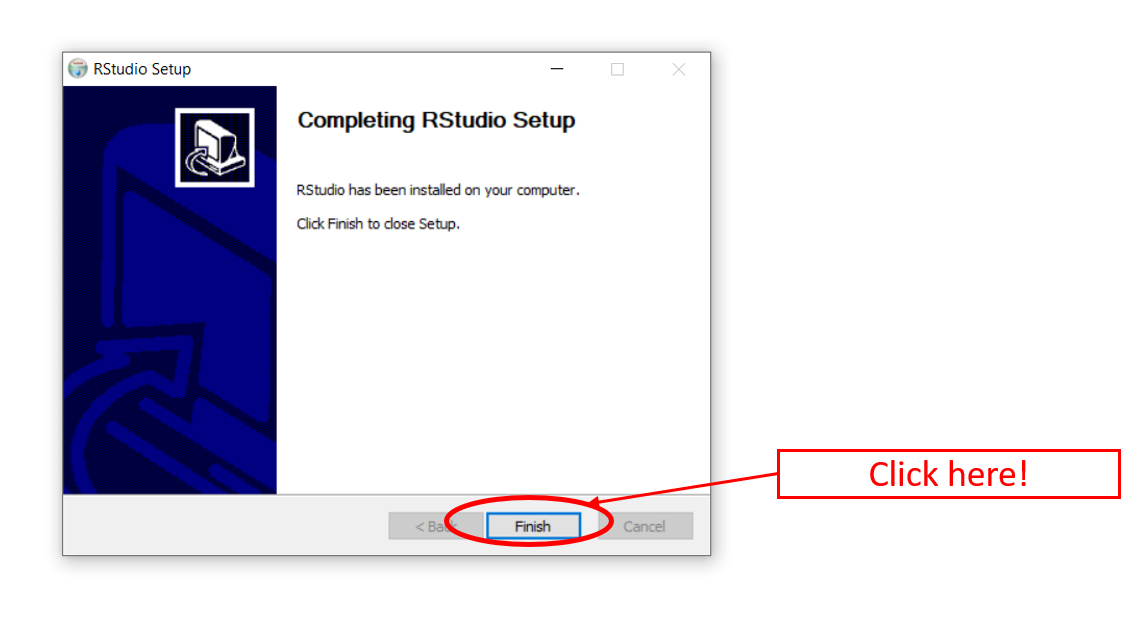 RStudio Setup
Completing RStudio Setup
RStudio has been installed on your computer.
Click Finish to close Setup.
Click here!
< Back Finish Cancel